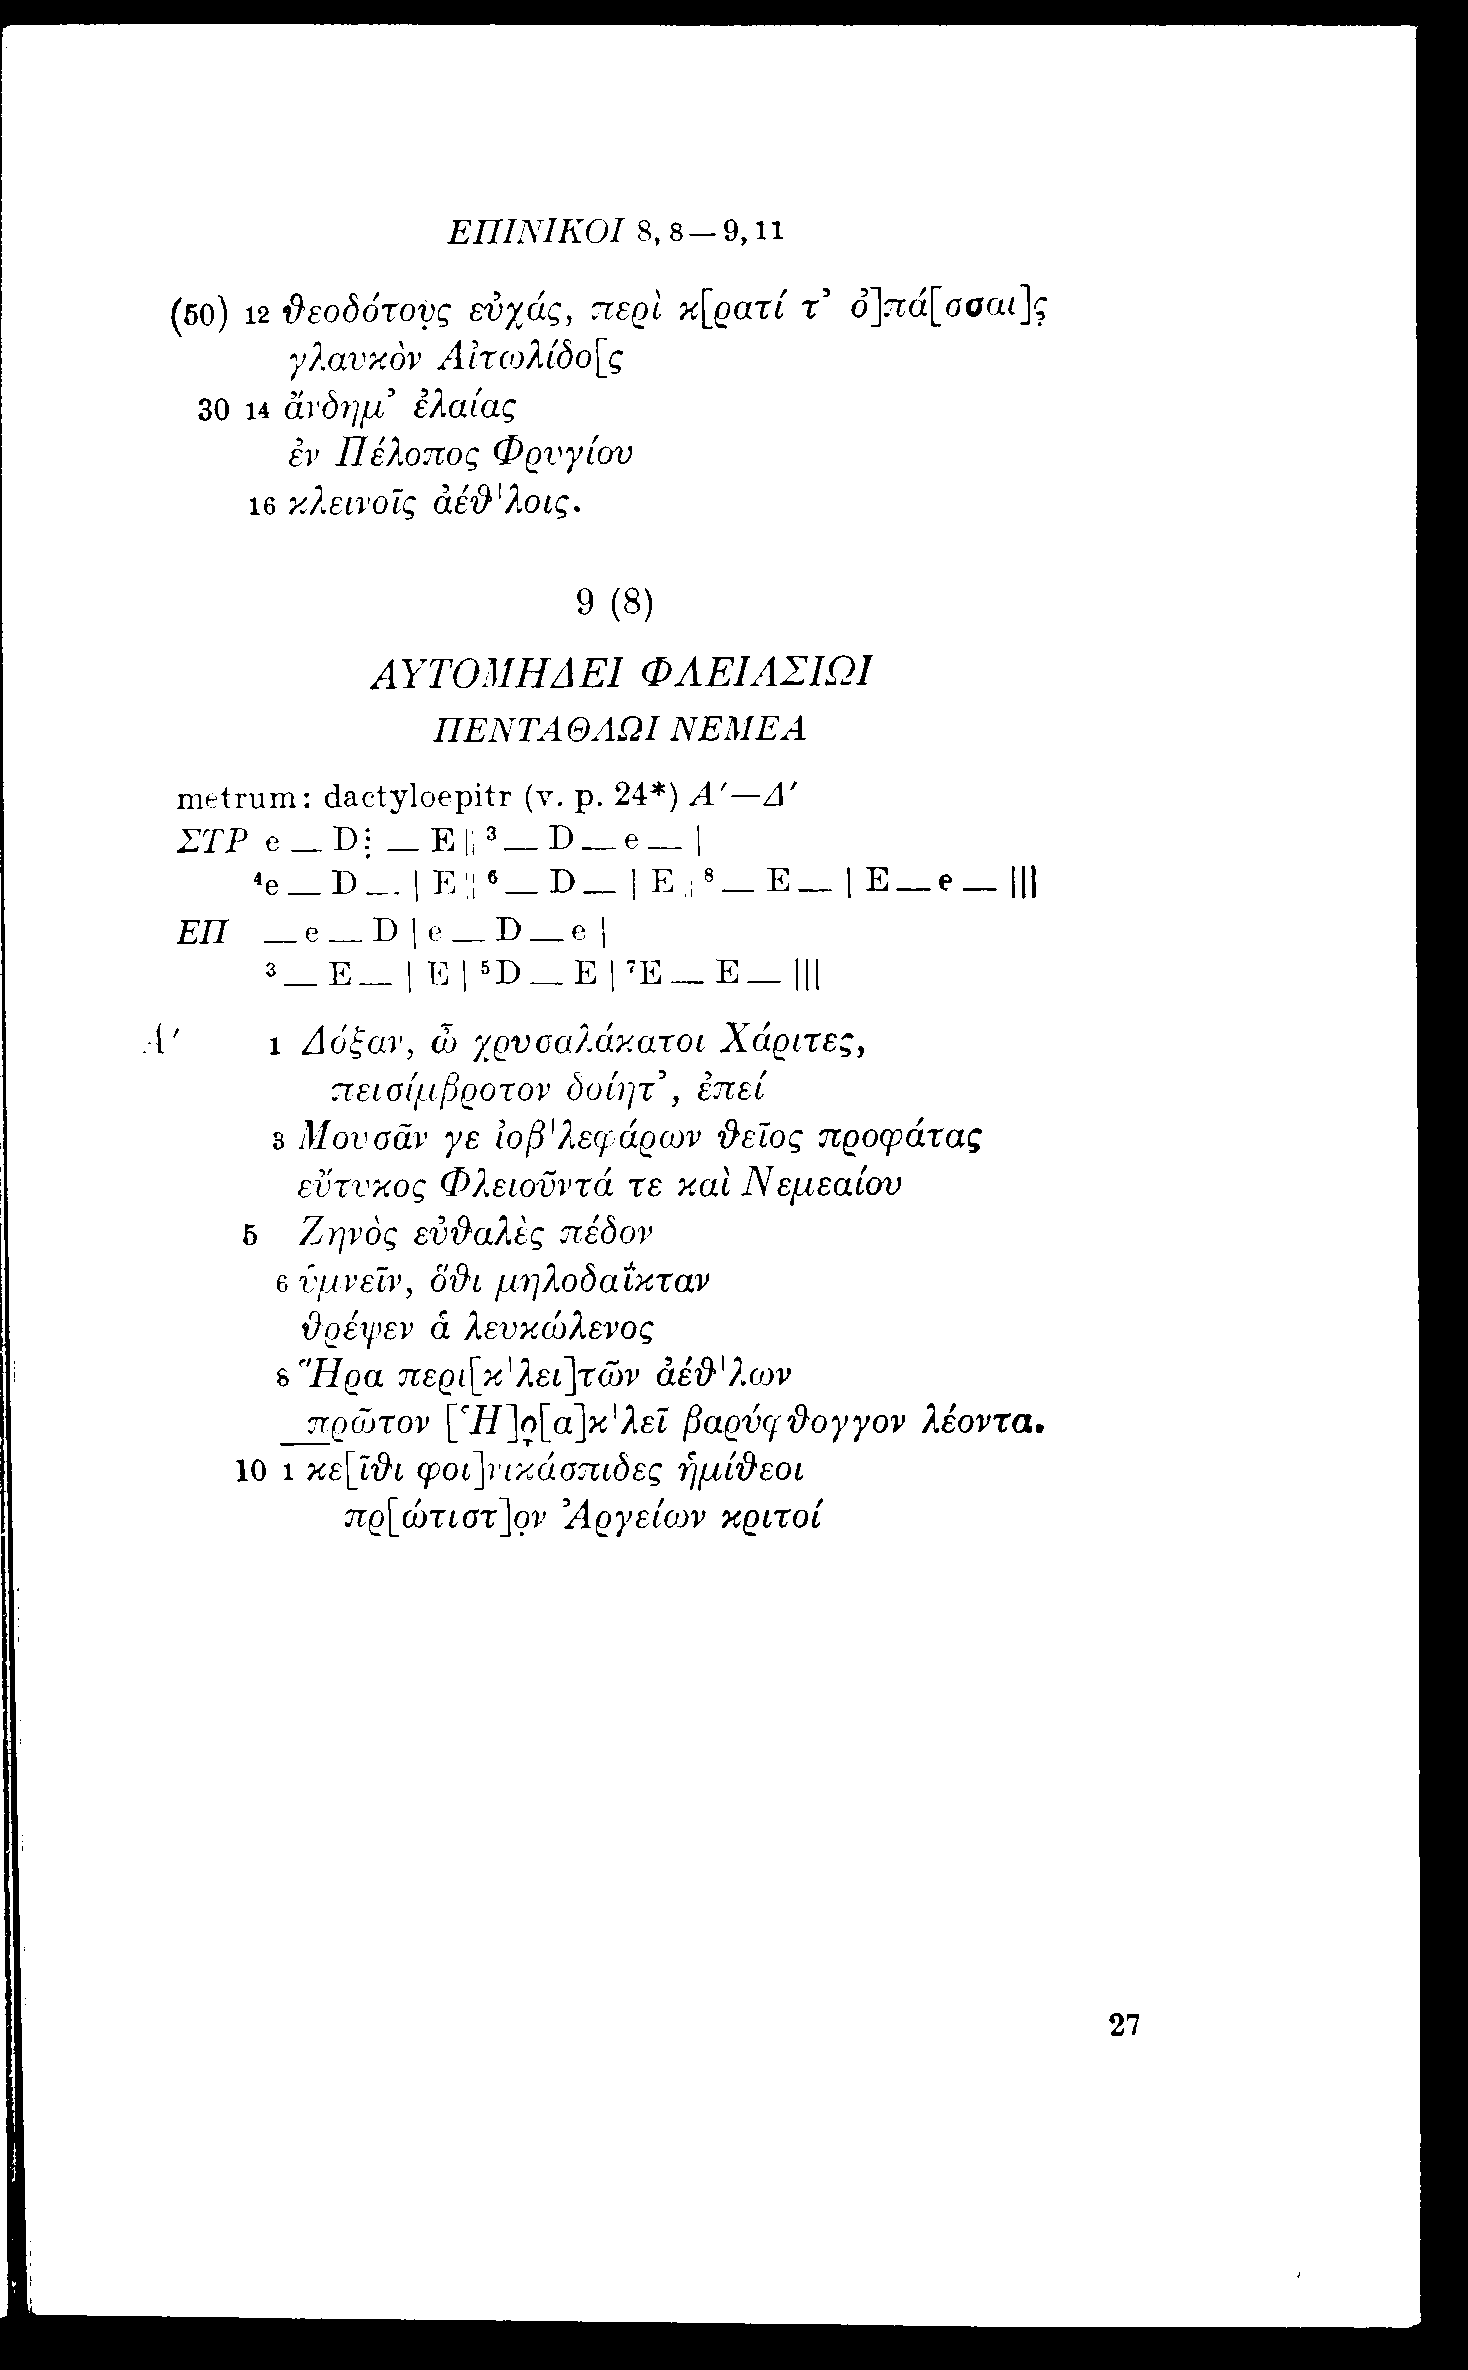 ΕΠΙΝΙΚΟΙ 8, 8—9, 11
(50) 12 θεοδότους εὐχάς, περὶ κ[ρατί τ’ ὀ]πά[σσαι]ς
γλαυκὸν Αἰτωλίδο[ς
30 14 ἄνδημ’ ἐλαίας
ἐν Πέλοπος Φρυγίου
16 κλεινοῖς ἀέθ'λοις.
9 (8)
ΑΥΤΟΜΗΔΕΙ ΦΛΕΙΑΣΙΩΙ
ΠΕΝΤΑΘΛΩΙ ΝΕΜΕΑ
metrum: dactyloepitr (v. p. 24*) Α′—Δ′
ΣΤΡ e — D ⋮ — E || ³— D — e — |
⁴e — D —. | E || ⁶— D — | E || ⁸— E — | E — e — |||
ΕΠ — e — D | e — D — e |
³— E — | E | ⁵D — E | ⁷E — E — |||
Α′ 1 Δόξαν, ὦ χρυσαλάκατοι Χάριτες,
πεισίμβροτον δοίητ’, ἐπεί
3 Μουσᾶν γε ἰοβ'λεφάρων θεῖος προφάτας
εὔτυκος Φλειοῦντά τε καὶ Νεμεαίου
5 Ζηνὸς εὐθαλὲς πέδον
6 ὑμνεῖν, ὅθι μηλοδαΐκταν
θρέψεν ἁ λευκώλενος
8 Ἥρα περι[κ'λει]τῶν ἀέθ'λων
πρῶτον [Ἡ]ρ̣[α]κ'λεῖ βαρύφθογγον λέοντα.
10 1 κε[ῖθι φοι]νικάσπιδες ἡμίθεοι
πρ[ώτιστ]ο̣ν Ἀργείων κριτοί
27